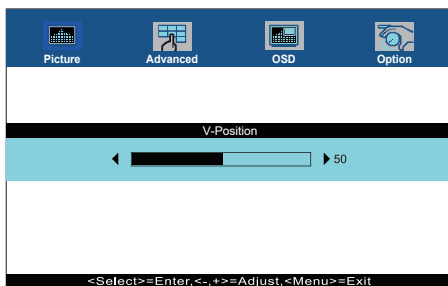 Picture Advanced OSD Option
V-Position
50
<Select>=Enter,<-,+>=Adjust,<Menu>=Exit